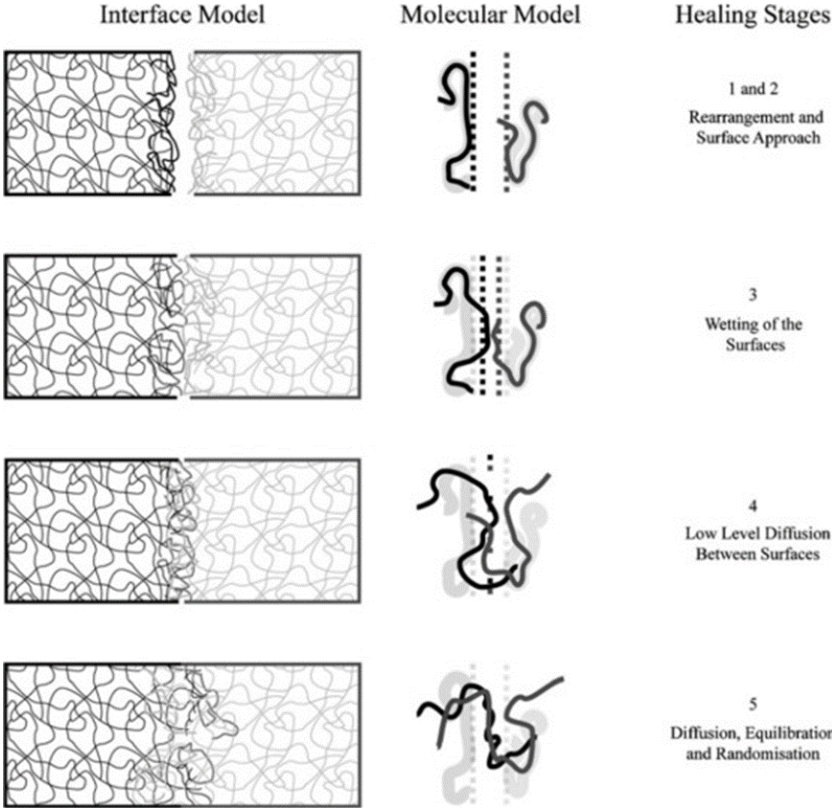 Interface Model
Molecular Model
Healing Stages
1 and 2
Rearrangement and
Surface Approach
3
Wetting of the
Surfaces
4
Low Level Diffusion
Between Surfaces
5
Diffusion, Equilibration
and Randomisation